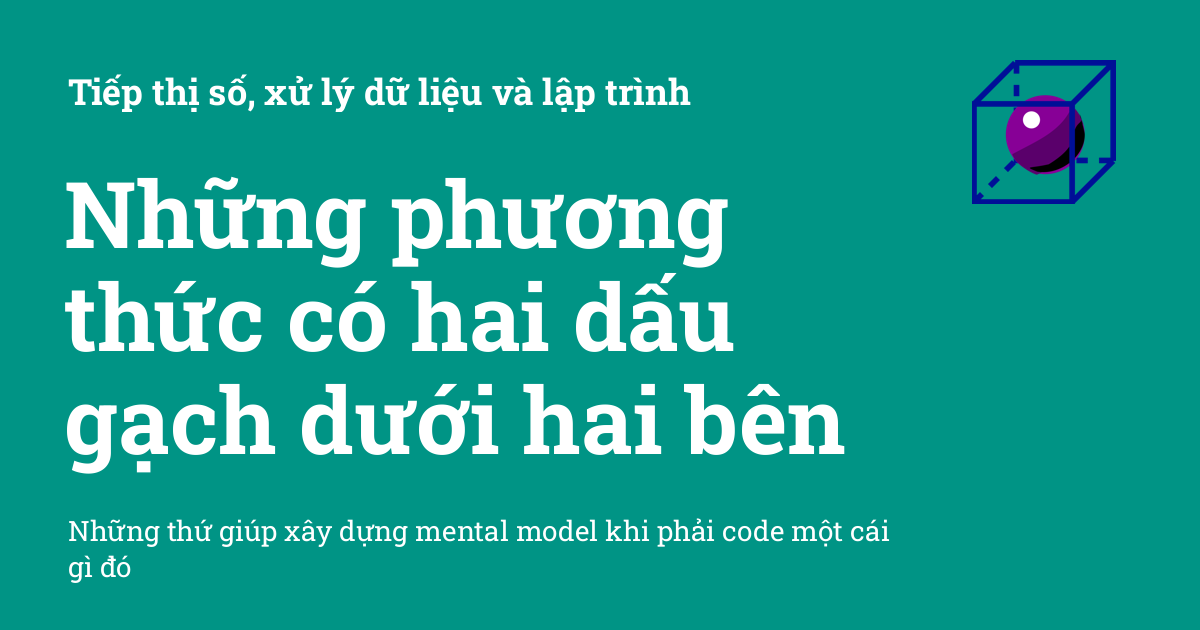 Tiếp thị số, xử lý dữ liệu và lập trình
Những phương
thức có hai dấu
gạch dưới hai bên
Những thứ giúp xây dựng mental model khi phải code một cái
gì đó